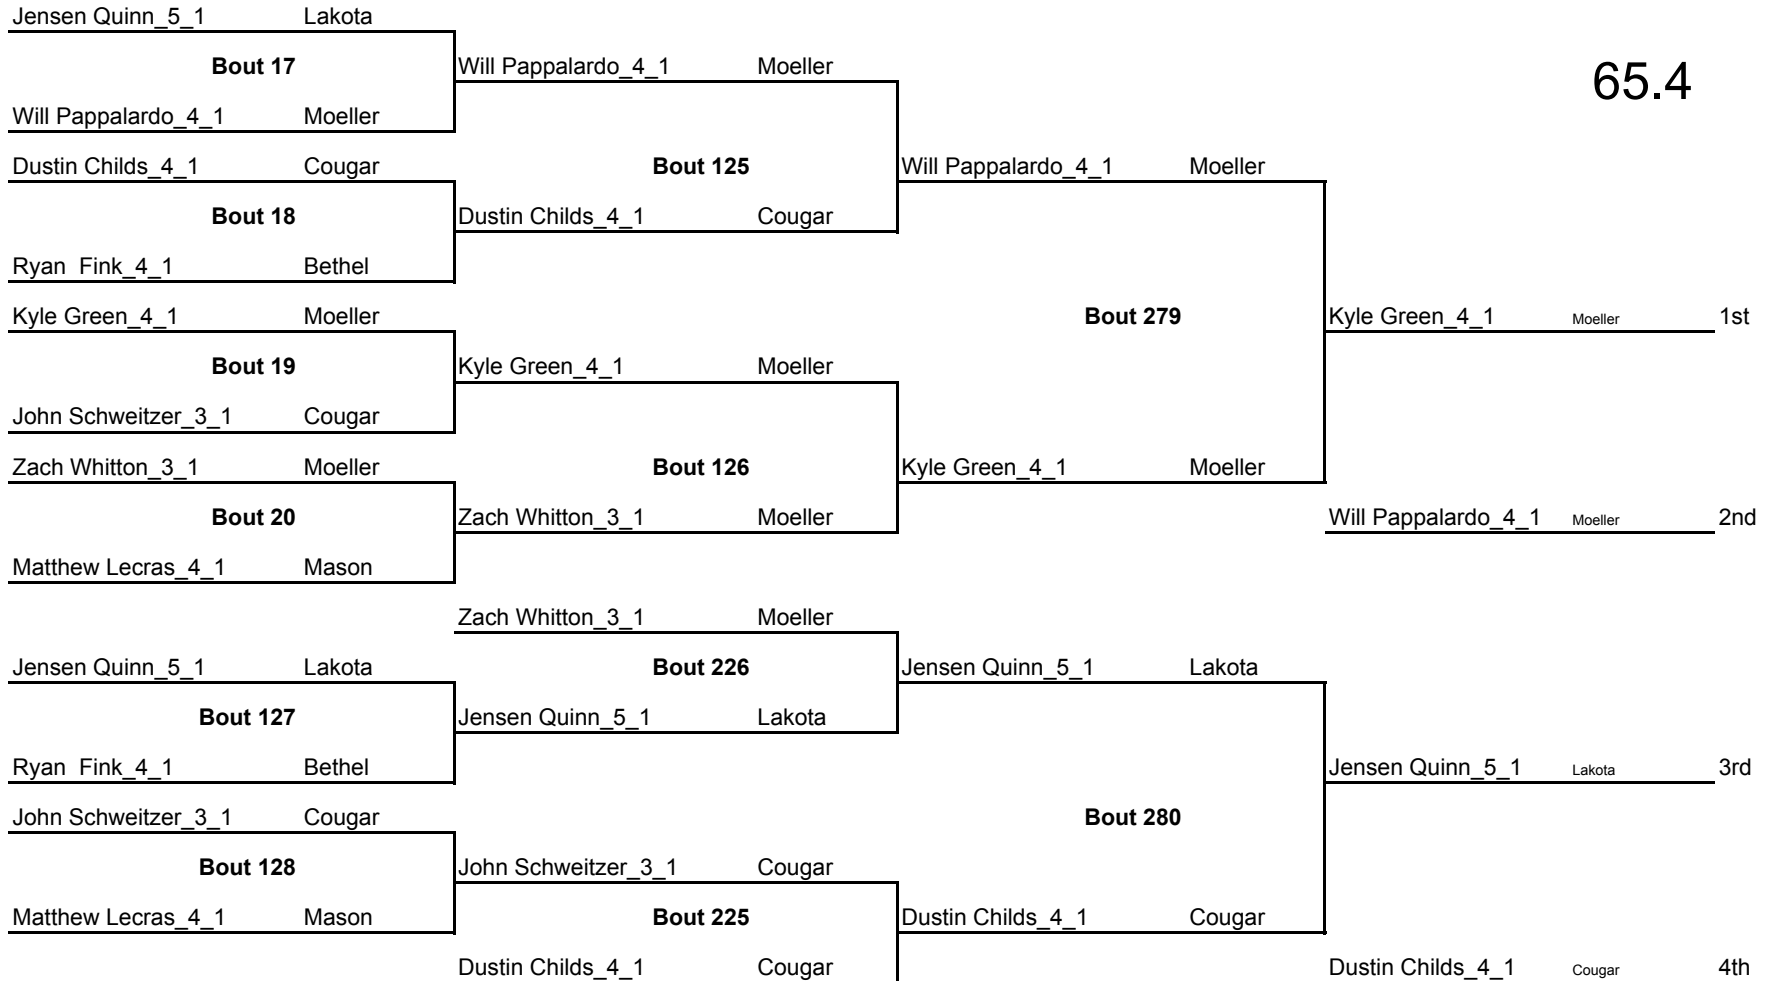 Jensen Quinn_5_1 Lakota
Bout 17 Will Pappalardo_4_1 Moeller
65.4
Will Pappalardo_4_1 Moeller
Dustin Childs_4_1 Cougar Bout 125 Will Pappalardo_4_1 Moeller
Bout 18 Dustin Childs_4_1 Cougar
Ryan  Fink_4_1 Bethel
Kyle Green_4_1 Moeller Bout 279 Kyle Green_4_1 Moeller 1st
Bout 19 Kyle Green_4_1 Moeller
John Schweitzer_3_1 Cougar
Zach Whitton_3_1 Moeller Bout 126 Kyle Green_4_1 Moeller
Bout 20 Zach Whitton_3_1 Moeller Will Pappalardo_4_1 Moeller 2nd
Matthew Lecras_4_1 Mason
Zach Whitton_3_1 Moeller
Jensen Quinn_5_1 Lakota Bout 226 Jensen Quinn_5_1 Lakota
Bout 127 Jensen Quinn_5_1 Lakota
Ryan  Fink_4_1 Bethel Jensen Quinn_5_1 Lakota 3rd
John Schweitzer_3_1 Cougar Bout 280
Bout 128 John Schweitzer_3_1 Cougar
Matthew Lecras_4_1 Mason Bout 225 Dustin Childs_4_1 Cougar
Dustin Childs_4_1 Cougar Dustin Childs_4_1 Cougar 4th